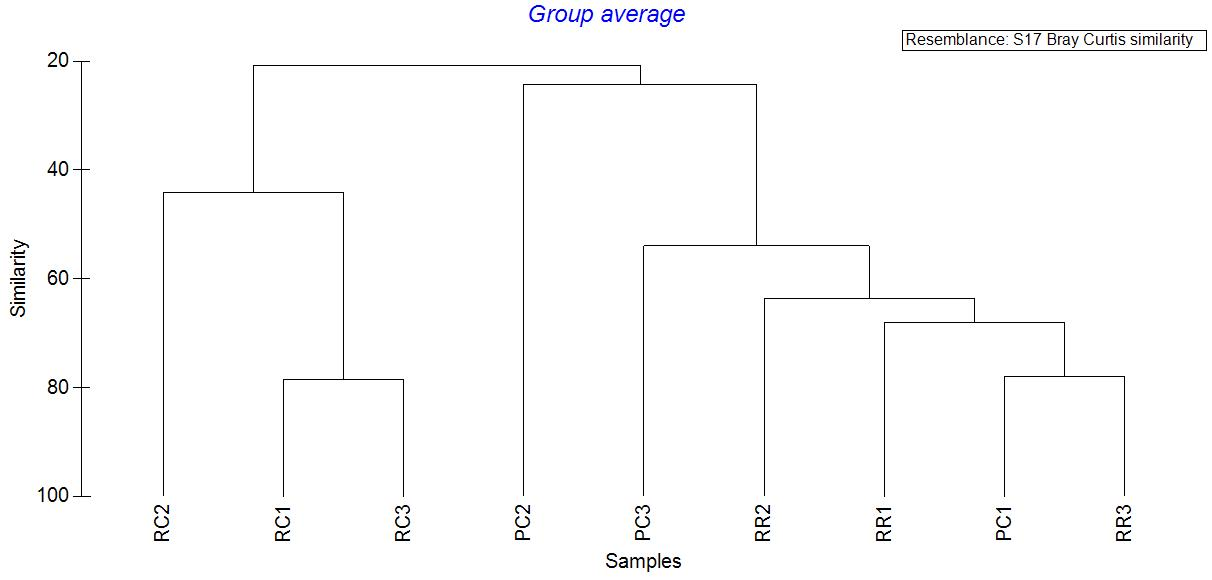 Group average
Resemblance: S17 Bray Curtis similarity
20
40
60
80
100
Similarity
RC2
RC1
RC3
PC2
PC3
RR2
RR1
PC1
RR3
Samples